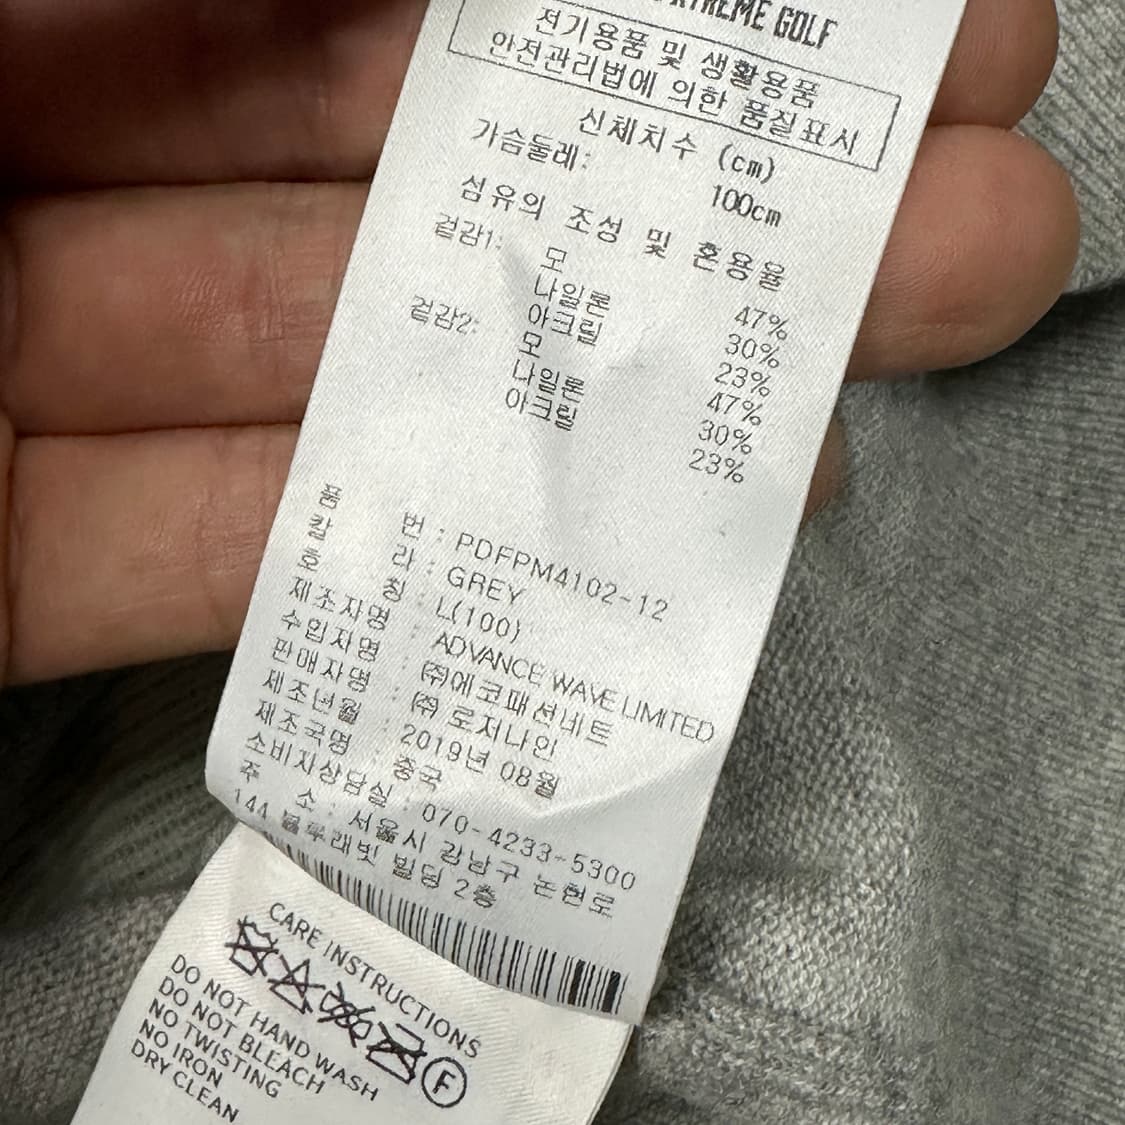 XTREME GOLF
전기용품 및 생활용품
안전관리법에 의한 품질표시
신체치수 (cm)
가슴둘레: 100cm
섬유의 조성 및 혼용율
겉감1: 모 47%
나일론 30%
아크릴 23%
겉감2: 모 47%
나일론 30%
아크릴 23%
품 번 : PDFPM4102-12
칼 라 : GREY
호 칭 : L(100)
제조자명 : ADVANCE WAVE LIMITED
수입자명 : ㈜에코패션네트
판매자명 : ㈜로저나인
제조년월 : 2019년 08월
제조국명 : 중국
소비자상담실 : 070-4233-5300
주 소 : 서울시 강남구 논현로
144 빌딩 2층
CARE INSTRUCTIONS
F
DO NOT HAND WASH
DO NOT BLEACH
NO TWISTING
NO IRON
DRY CLEAN